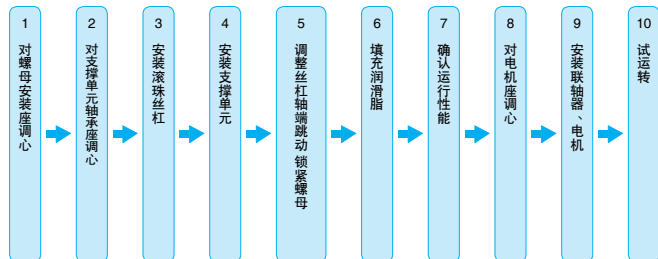 1
对螺母安装座调心
2
对支撑单元轴承座调心
3
安装滚珠丝杠
4
安装支撑单元
5
调整丝杠轴端跳动 锁紧螺母
6
填充润滑脂
7
确认运行性能
8
对电机座调心
9
安装联轴器、电机
10
试运转